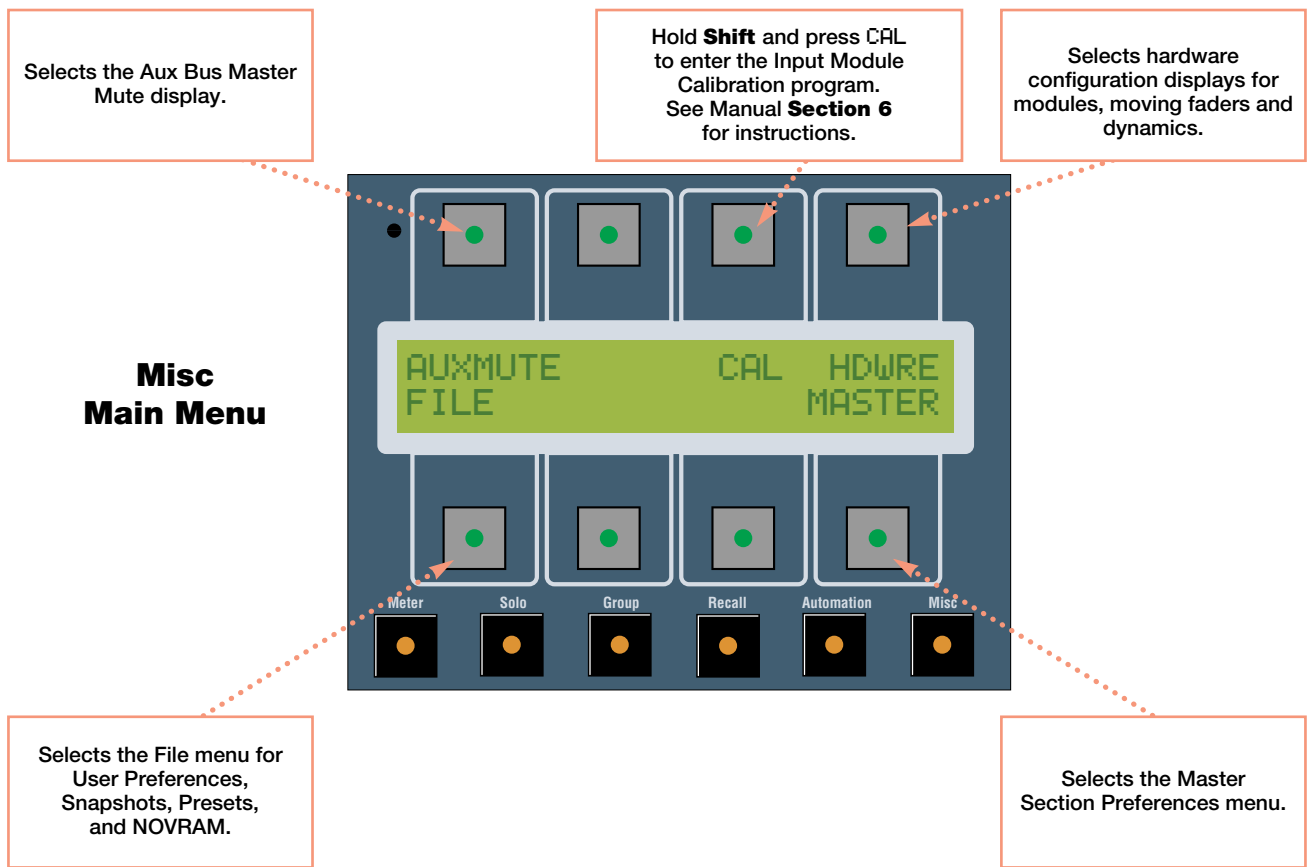 Selects the Aux Bus Master
Mute display.
Hold Shift and press CAL
to enter the Input Module
Calibration program.
See Manual Section 6
for instructions.
Selects hardware
configuration displays for
modules, moving faders and
dynamics.
Misc
Main Menu
AUXMUTE CAL HDWRE
FILE MASTER
Meter Solo Group Recall Automation Misc
Selects the File menu for
User Preferences,
Snapshots, Presets,
and NOVRAM.
Selects the Master
Section Preferences menu.